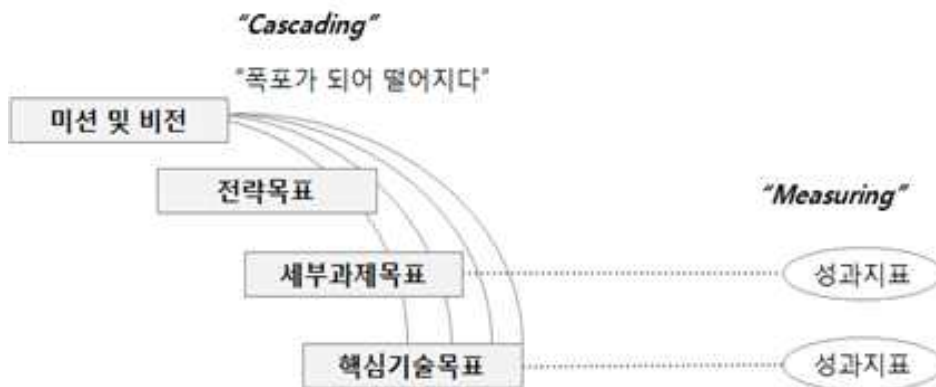 "Cascading"
"폭포가 되어 떨어지다"
미션 및 비전
전략목표
"Measuring"
세부과제목표
성과지표
핵심기술목표
성과지표